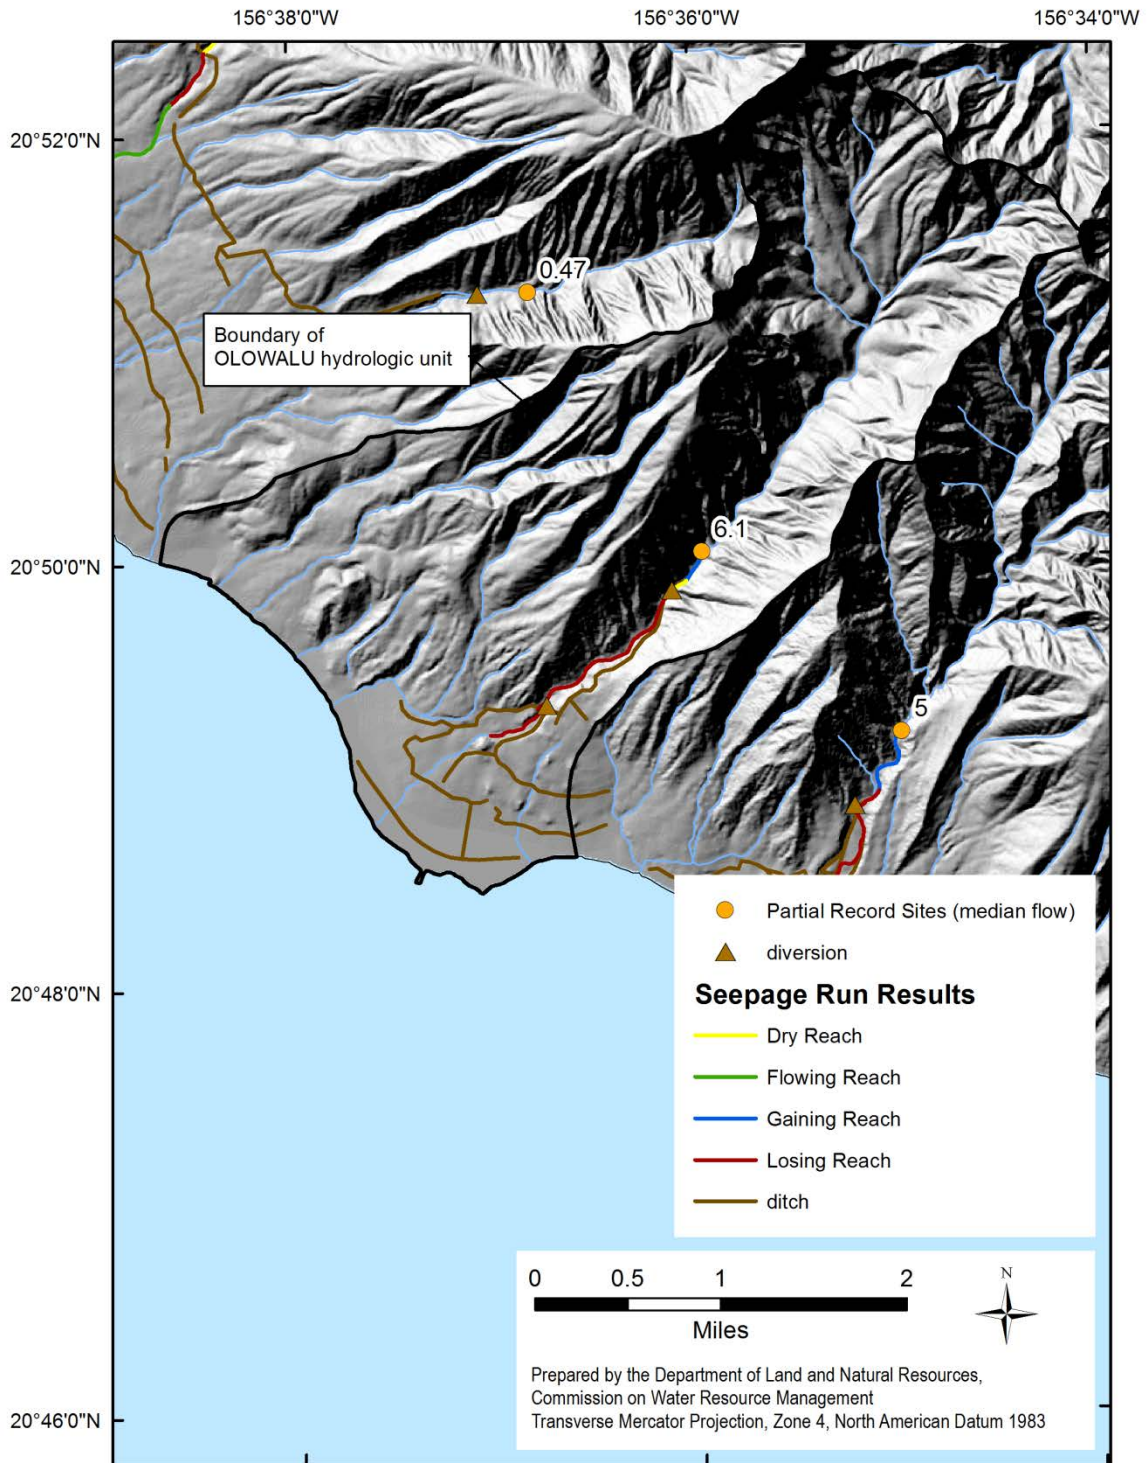 156°38'0"W 156°36'0"W 156°34'0"W
20°52'0"N
0.47
Boundary of
OLOWALU hydrologic unit
6.1
20°50'0"N
5
Partial Record Sites (median flow)
diversion
20°48'0"N
Seepage Run Results
Dry Reach
Flowing Reach
Gaining Reach
Losing Reach
ditch
0 0.5 1 2
N
Miles
Prepared by the Department of Land and Natural Resources,
Commission on Water Resource Management
Transverse Mercator Projection, Zone 4, North American Datum 1983
20°46'0"N